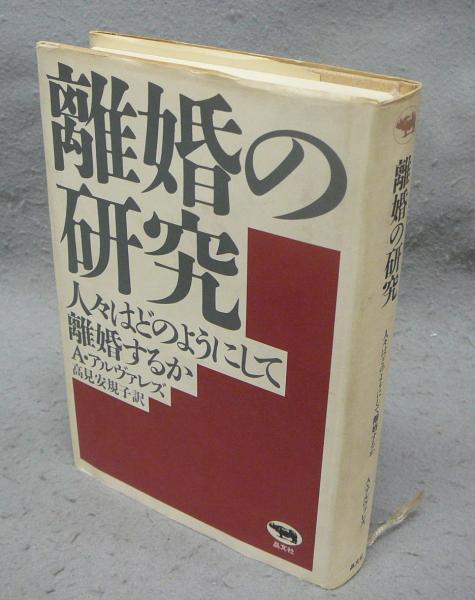 離婚の
研究
人々はどのようにして
離婚するか
A・アルヴァレズ
高見安規子訳
晶文社
離婚の研究
人々はどのようにして離婚するか
A・アルヴァレズ
晶文社